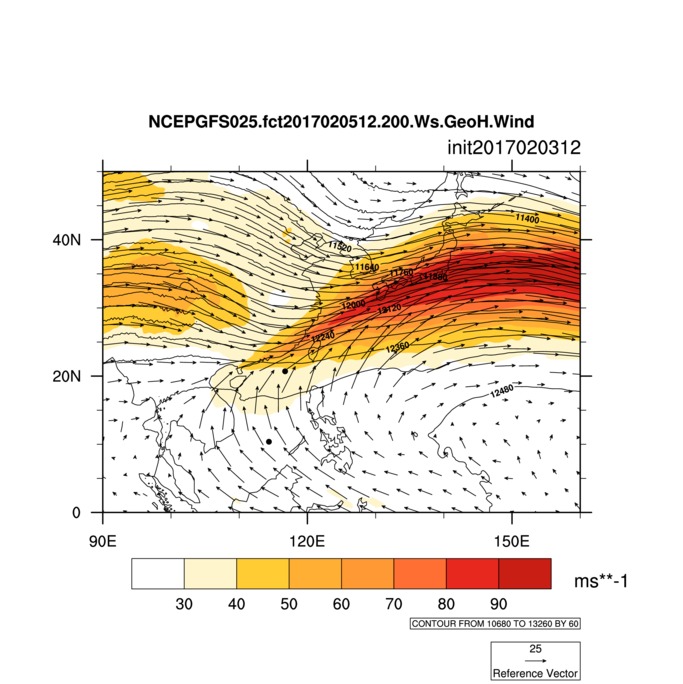 NCEPGFS025.fct2017020512.200.Ws.GeoH.Wind
init2017020312
11400
11520
11640
11760
11880
12000
12120
12240
12360
12480
40N
20N
0
90E 120E 150E
30 40 50 60 70 80 90
ms**-1
CONTOUR FROM 10680 TO 13260 BY 60
25
Reference Vector